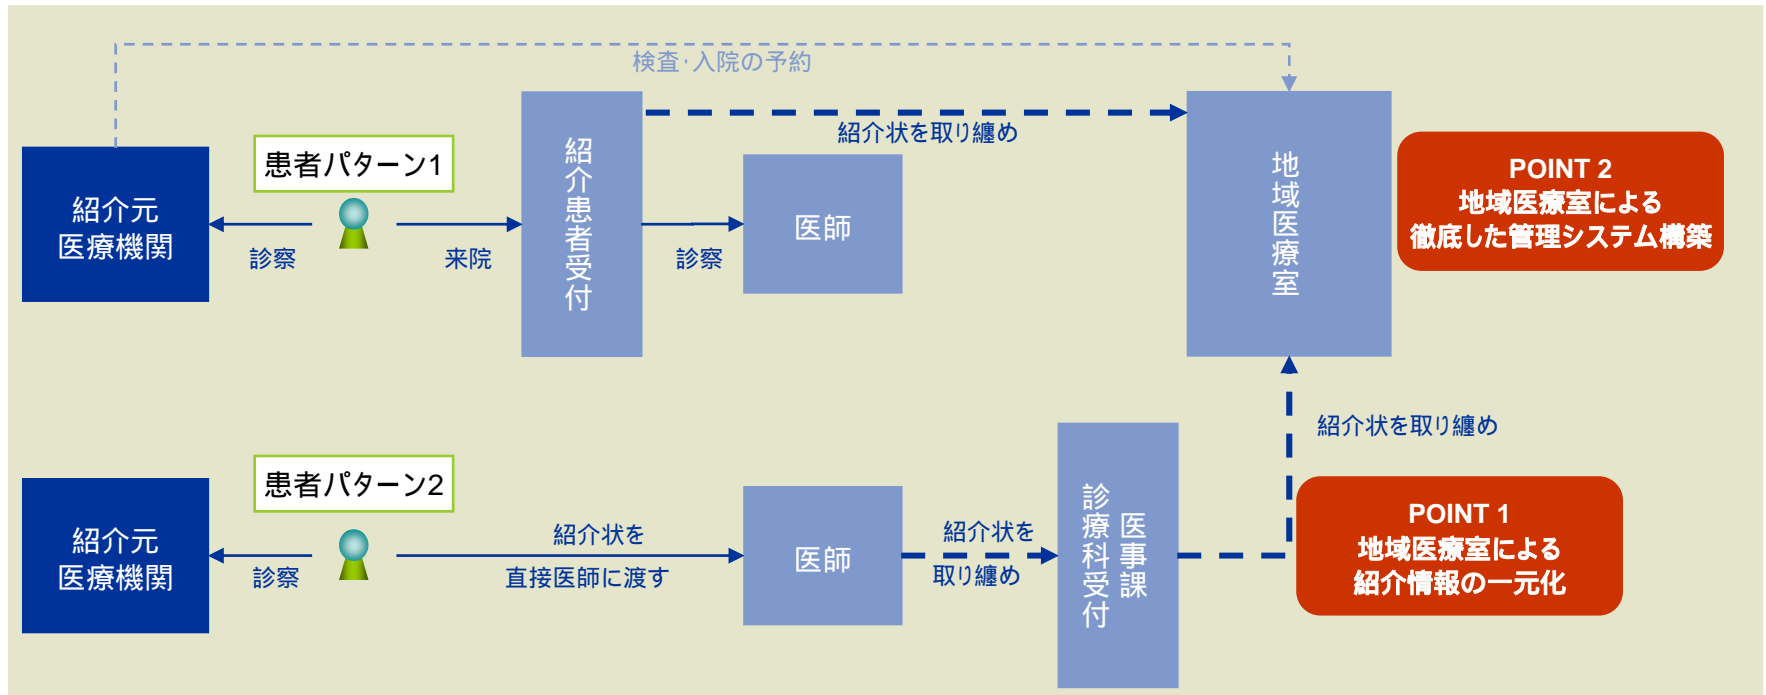 検査・入院の予約
紹介状を取り纏め
患者パターン1
紹介元
医療機関
診察
来院
紹介患者受付
診察
医師
地域医療室
POINT 2
地域医療室による
徹底した管理システム構築
紹介状を取り纏め
患者パターン2
紹介元
医療機関
診察
紹介状を
直接医師に渡す
医師
紹介状を
取り纏め
医事課
診療科受付
POINT 1
地域医療室による
紹介情報の一元化